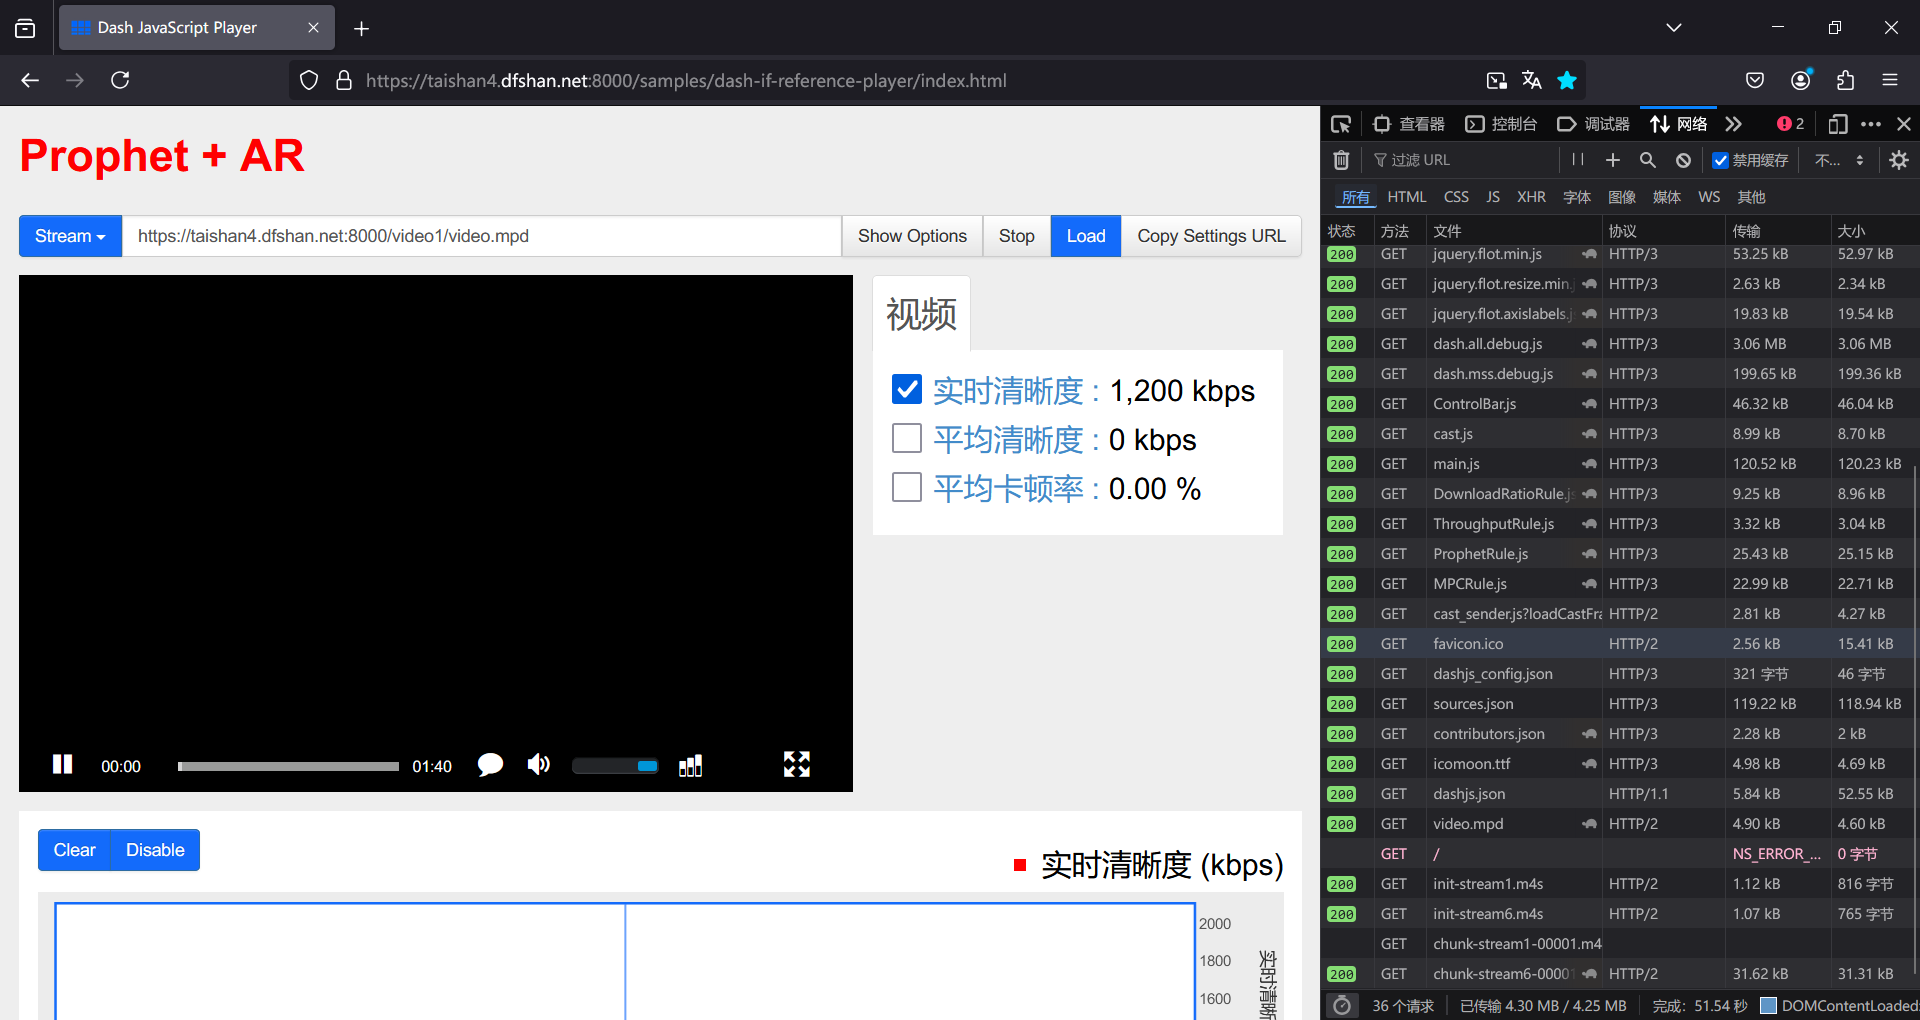 Dash JavaScript Player
https://taishan4.dfshan.net:8000/samples/dash-if-reference-player/index.html
Prophet + AR
Stream
https://taishan4.dfshan.net:8000/video1/video.mpd
Show Options
Stop
Load
Copy Settings URL
视频
实时清晰度 : 1,200 kbps
平均清晰度 : 0 kbps
平均卡顿率 : 0.00 %
00:00
01:40
Clear
Disable
实时清晰度 (kbps)
2000
1800
1600
实时清晰
查看器
控制台
调试器
网络
2
过滤 URL
禁用缓存
不...
所有 HTML CSS JS XHR 字体 图像 媒体 WS 其他
状态 方法 文件 协议 传输 大小
200 GET jquery.flot.min.js HTTP/3 53.25 kB 52.97 kB
200 GET jquery.flot.resize.min.j HTTP/3 2.63 kB 2.34 kB
200 GET jquery.flot.axislabels.js HTTP/3 19.83 kB 19.54 kB
200 GET dash.all.debug.js HTTP/3 3.06 MB 3.06 MB
200 GET dash.mss.debug.js HTTP/3 199.65 kB 199.36 kB
200 GET ControlBar.js HTTP/3 46.32 kB 46.04 kB
200 GET cast.js HTTP/3 8.99 kB 8.70 kB
200 GET main.js HTTP/3 120.52 kB 120.23 kB
200 GET DownloadRatioRule.js HTTP/3 9.25 kB 8.96 kB
200 GET ThroughputRule.js HTTP/3 3.32 kB 3.04 kB
200 GET ProphetRule.js HTTP/3 25.43 kB 25.15 kB
200 GET MPCRule.js HTTP/3 22.99 kB 22.71 kB
200 GET cast_sender.js?loadCastFra HTTP/2 2.81 kB 4.27 kB
200 GET favicon.ico HTTP/2 2.56 kB 15.41 kB
200 GET dashjs_config.json HTTP/3 321 字节 46 字节
200 GET sources.json HTTP/3 119.22 kB 118.94 kB
200 GET contributors.json HTTP/3 2.28 kB 2 kB
200 GET icomoon.ttf HTTP/3 4.98 kB 4.69 kB
200 GET dashjs.json HTTP/1.1 5.84 kB 52.55 kB
200 GET video.mpd HTTP/2 4.90 kB 4.60 kB
GET / NS_ERROR_... 0 字节
200 GET init-stream1.m4s HTTP/2 1.12 kB 816 字节
200 GET init-stream6.m4s HTTP/2 1.07 kB 765 字节
GET chunk-stream1-00001.m4
200 GET chunk-stream6-00001 HTTP/2 31.62 kB 31.31 kB
36 个请求 已传输 4.30 MB / 4.25 MB 完成: 51.54 秒 DOMContentLoaded: